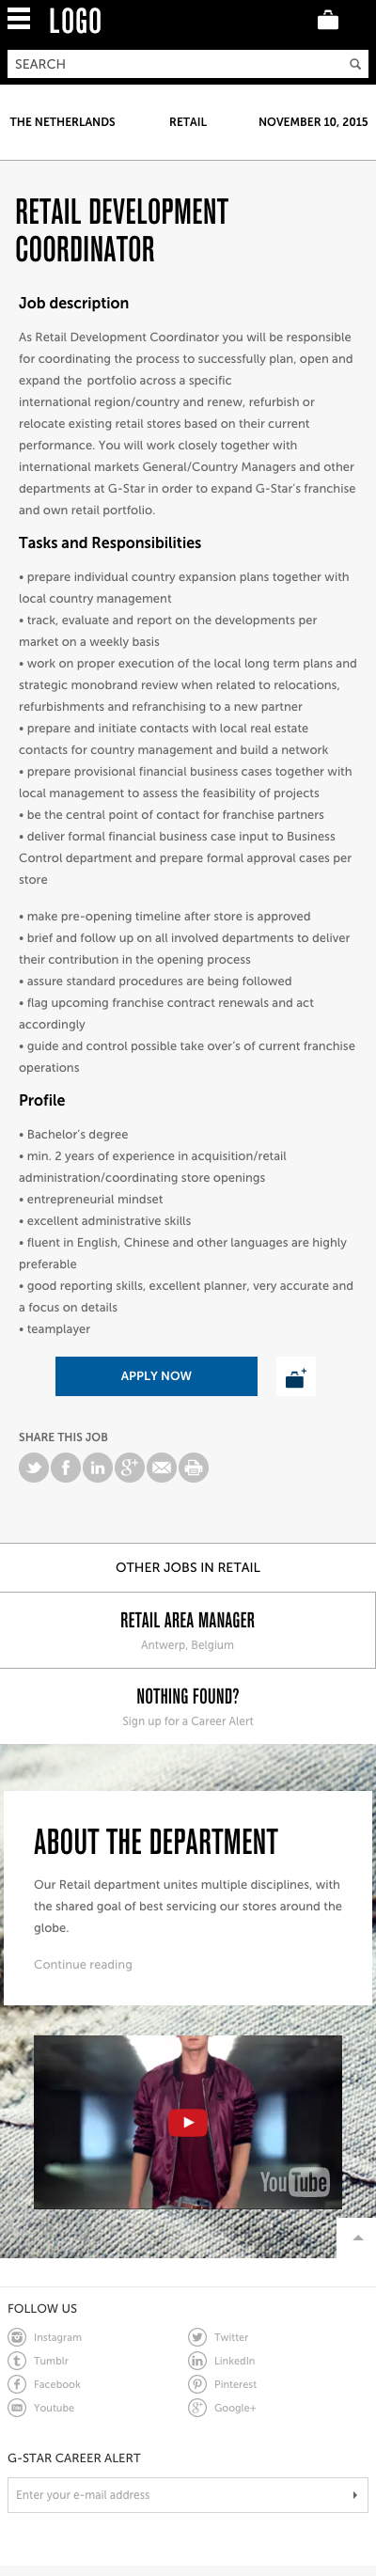 LOGO
SEARCH
THE NETHERLANDS RETAIL NOVEMBER 10, 2015
RETAIL DEVELOPMENT
COORDINATOR
Job description
As Retail Development Coordinator you will be responsible
for coordinating the process to successfully plan, open and
expand the portfolio across a specific
international region/country and renew, refurbish or
relocate existing retail stores based on their current
performance. You will work closely together with
international markets General/Country Managers and other
departments at G-Star in order to expand G-Star's franchise
and own retail portfolio.
Tasks and Responsibilities
• prepare individual country expansion plans together with
local country management
• track, evaluate and report on the developments per
market on a weekly basis
• work on proper execution of the local long term plans and
strategic monobrand review when related to relocations,
refurbishments and refranchising to a new partner
• prepare and initiate contacts with local real estate
contacts for country management and build a network
• prepare provisional financial business cases together with
local management to assess the feasibility of projects
• be the central point of contact for franchise partners
• deliver formal financial business case input to Business
Control department and prepare formal approval cases per
store
• make pre-opening timeline after store is approved
• brief and follow up on all involved departments to deliver
their contribution in the opening process
• assure standard procedures are being followed
• flag upcoming franchise contract renewals and act
accordingly
• guide and control possible take over's of current franchise
operations
Profile
• Bachelor's degree
• min. 2 years of experience in acquisition/retail
administration/coordinating store openings
• entrepreneurial mindset
• excellent administrative skills
• fluent in English, Chinese and other languages are highly
preferable
• good reporting skills, excellent planner, very accurate and
a focus on details
• teamplayer
APPLY NOW
SHARE THIS JOB
OTHER JOBS IN RETAIL
RETAIL AREA MANAGER
Antwerp, Belgium
NOTHING FOUND?
Sign up for a Career Alert
ABOUT THE DEPARTMENT
Our Retail department unites multiple disciplines, with
the shared goal of best servicing our stores around the
globe.
Continue reading
YouTube
FOLLOW US
Instagram Twitter
Tumblr LinkedIn
Facebook Pinterest
Youtube Google+
G-STAR CAREER ALERT
Enter your e-mail address